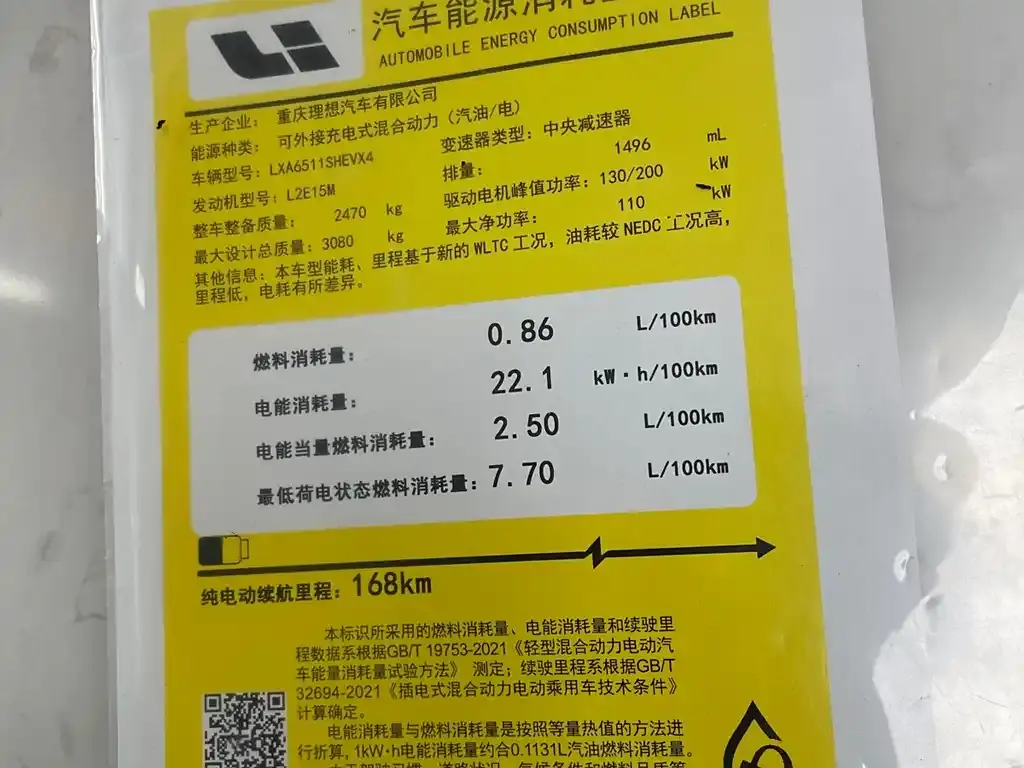 汽车能源消耗
AUTOMOBILE ENERGY CONSUMPTION LABEL
生产企业: 重庆理想汽车有限公司
能源种类: 可外接充电式混合动力 (汽油/电)
车辆型号: LXA6511SHEVX4 变速器类型: 中央减速器
发动机型号: L2E15M 排量: 1496 mL
整车整备质量: 2470 kg 驱动电机峰值功率: 130/200 kW
最大设计总质量: 3080 kg 最大净功率: 110 kW
其他信息: 本车型能耗、里程基于新的 WLTC 工况, 油耗较 NEDC 工况高,
里程低, 电耗有所差异。
燃料消耗量: 0.86 L/100km
电能消耗量: 22.1 kW·h/100km
电能当量燃料消耗量: 2.50 L/100km
最低荷电状态燃料消耗量: 7.70 L/100km
纯电动续航里程: 168km
本标识所采用的燃料消耗量、电能消耗量和续驶里
程数据系根据GB/T 19753-2021《轻型混合动力电动汽
车能量消耗量试验方法》 测定; 续驶里程系根据GB/T
32694-2021《插电式混合动力电动乘用车技术条件》
计算确定。
电能消耗量与燃料消耗量是按照等量热值的方法进
行折算, 1kW·h电能消耗量约合0.1131L汽油燃料消耗量。